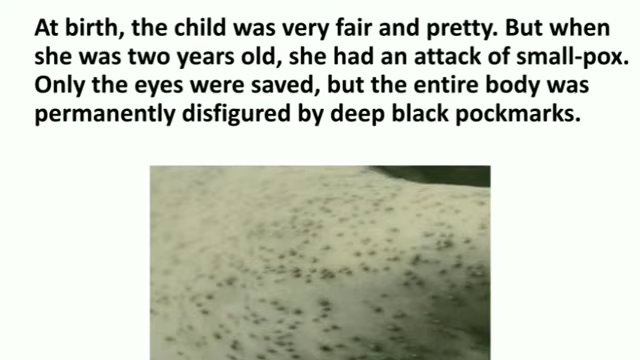 At birth, the child was very fair and pretty. But when
she was two years old, she had an attack of small-pox.
Only the eyes were saved, but the entire body was
permanently disfigured by deep black pockmarks.